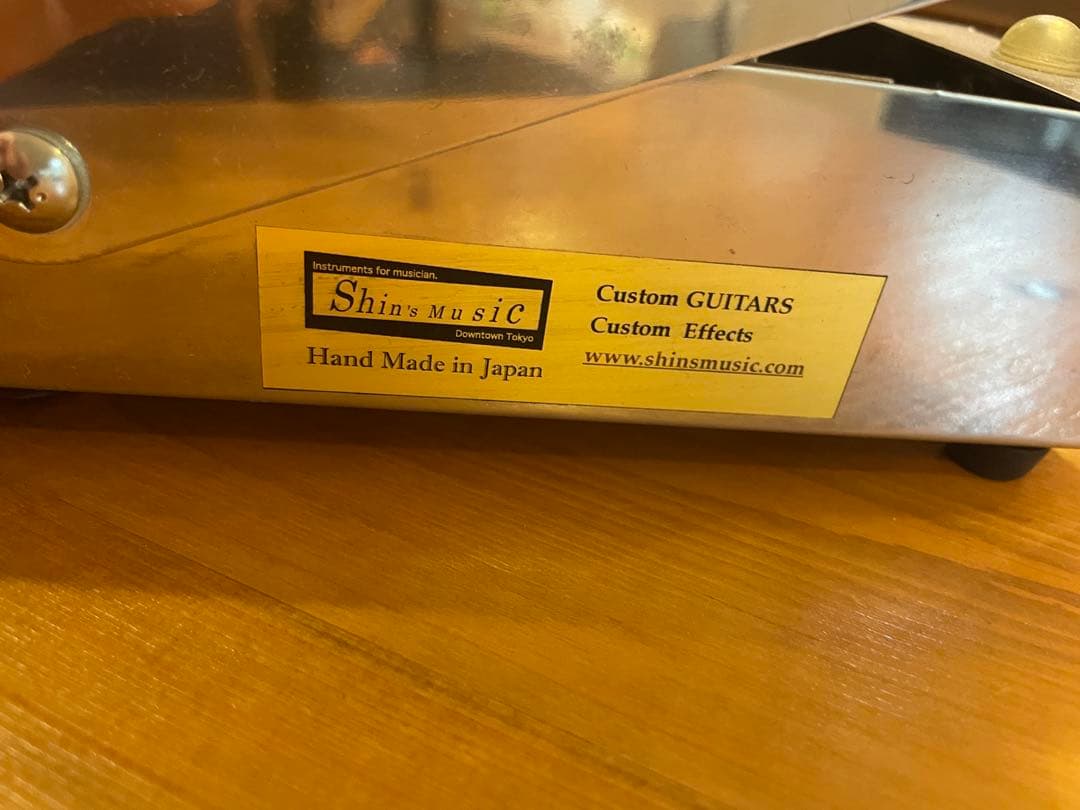 Instruments for musician.
Shin's Music
Downtown Tokyo
Hand Made in Japan
Custom GUITARS
Custom Effects
www.shinsmusic.com